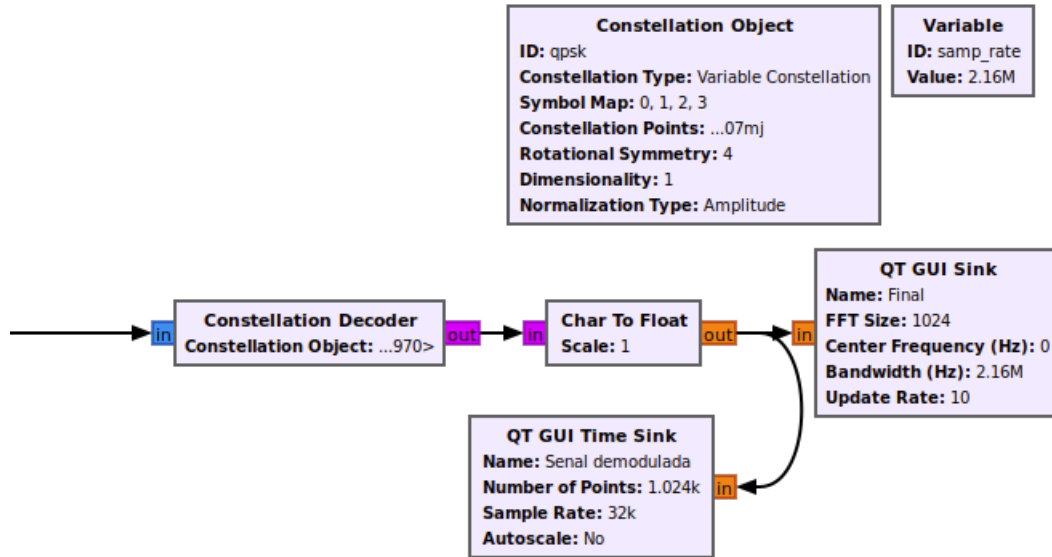 Constellation Object
ID: qpsk
Constellation Type: Variable Constellation
Symbol Map: 0, 1, 2, 3
Constellation Points: ...07mj
Rotational Symmetry: 4
Dimensionality: 1
Normalization Type: Amplitude
Variable
ID: samp_rate
Value: 2.16M
in
Constellation Decoder
Constellation Object: ...970>
out
in
Char To Float
Scale: 1
out
in
QT GUI Sink
Name: Final
FFT Size: 1024
Center Frequency (Hz): 0
Bandwidth (Hz): 2.16M
Update Rate: 10
QT GUI Time Sink
Name: Senal demodulada
Number of Points: 1.024k
Sample Rate: 32k
Autoscale: No
in